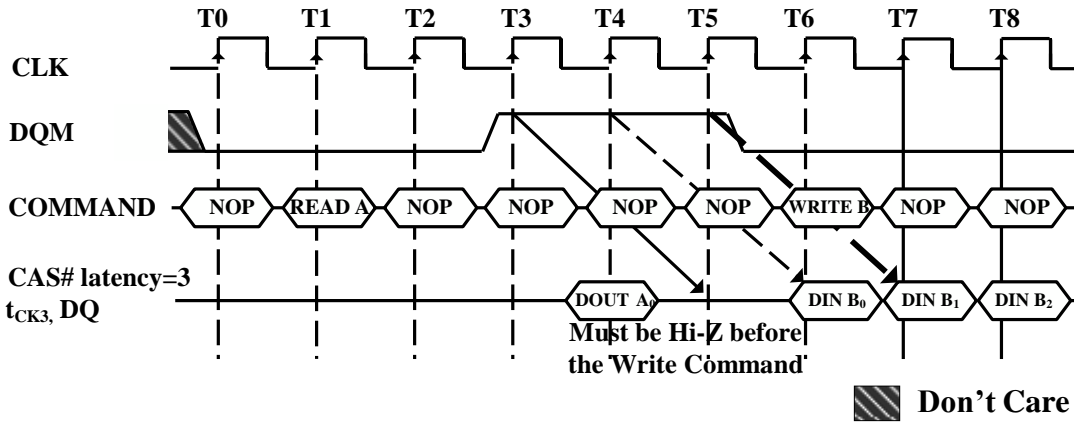 T0 T1 T2 T3 T4 T5 T6 T7 T8
CLK
DQM
COMMAND NOP READ A NOP NOP NOP NOP WRITE B NOP NOP
CAS# latency=3
tCK3, DQ DOUT A0 DIN B0 DIN B1 DIN B2
Must be Hi-Z before
the Write Command
Don't Care